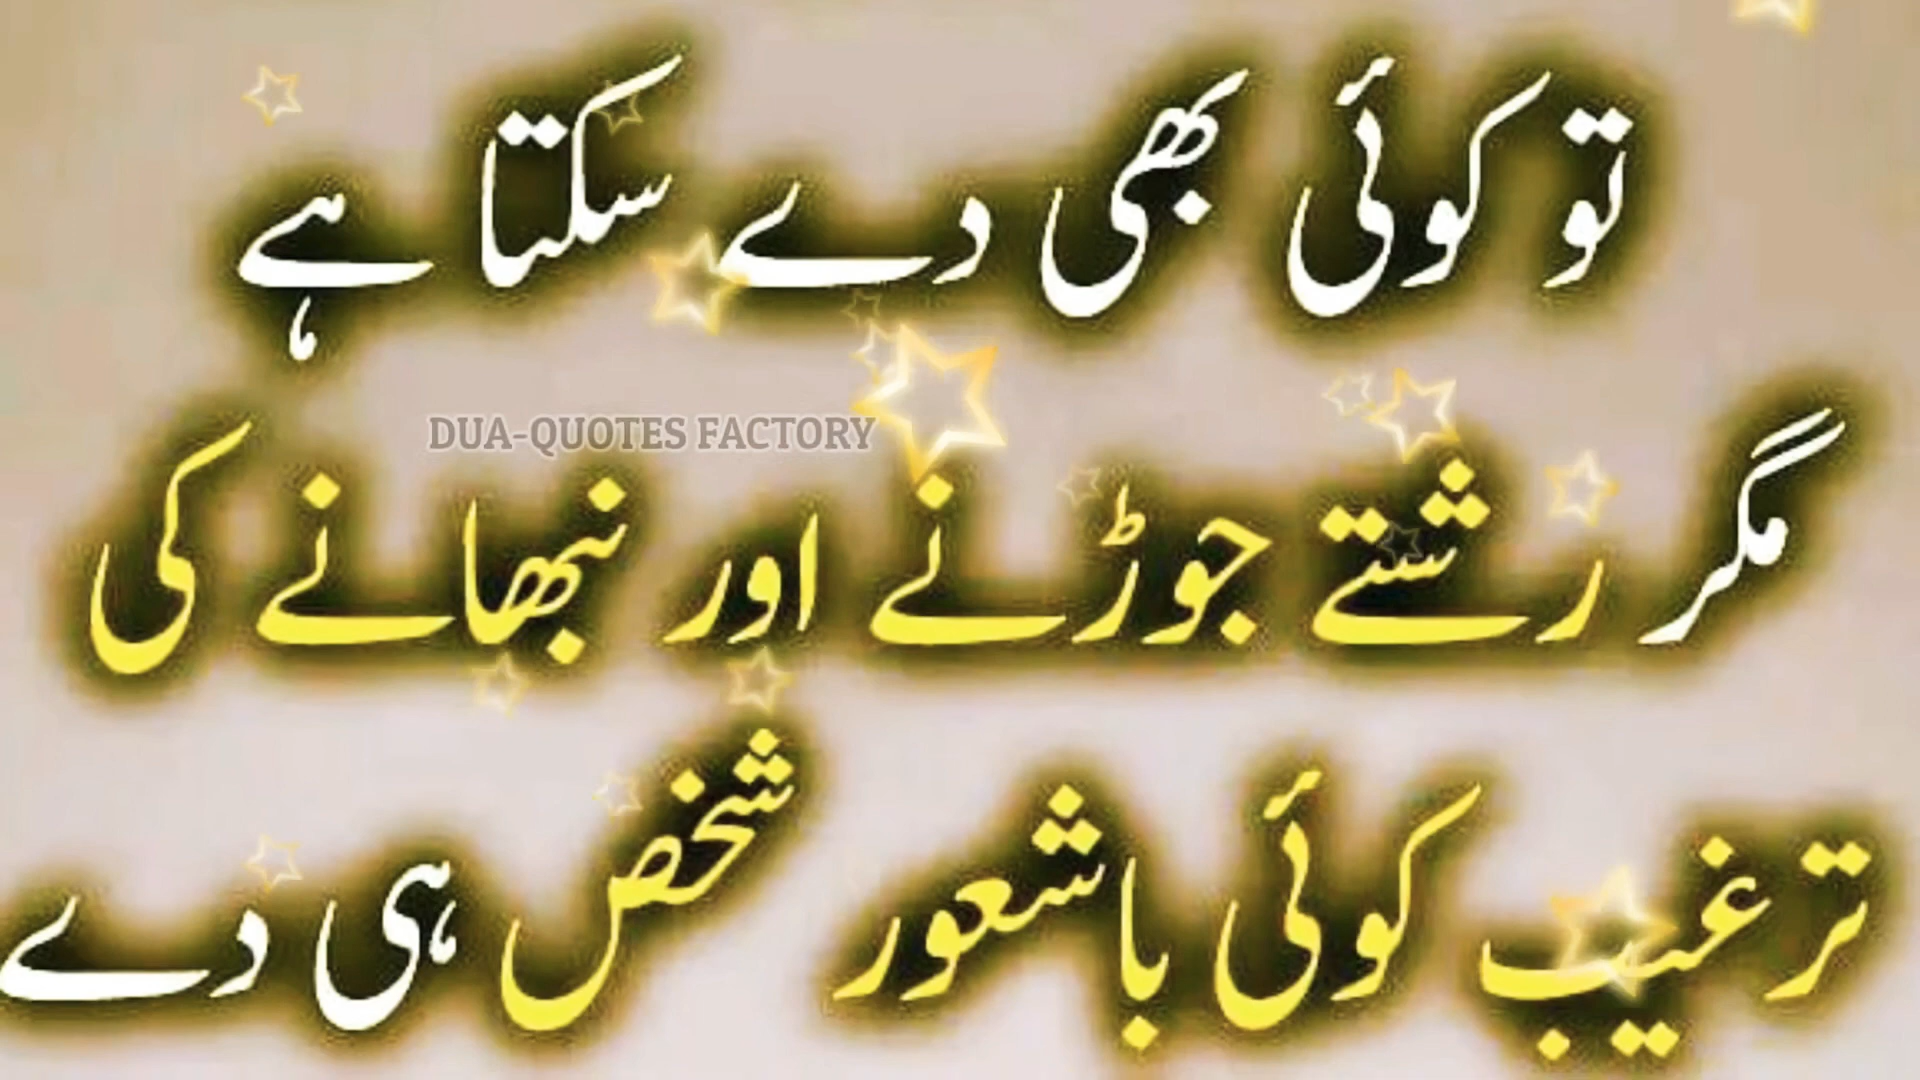 تو کوئی بھی دے سکتا ہے
DUA-QUOTES FACTORY
مگر رشتے جوڑنے اور نبھانے کی
ترغیب کوئی باشعور شخص ہی دے